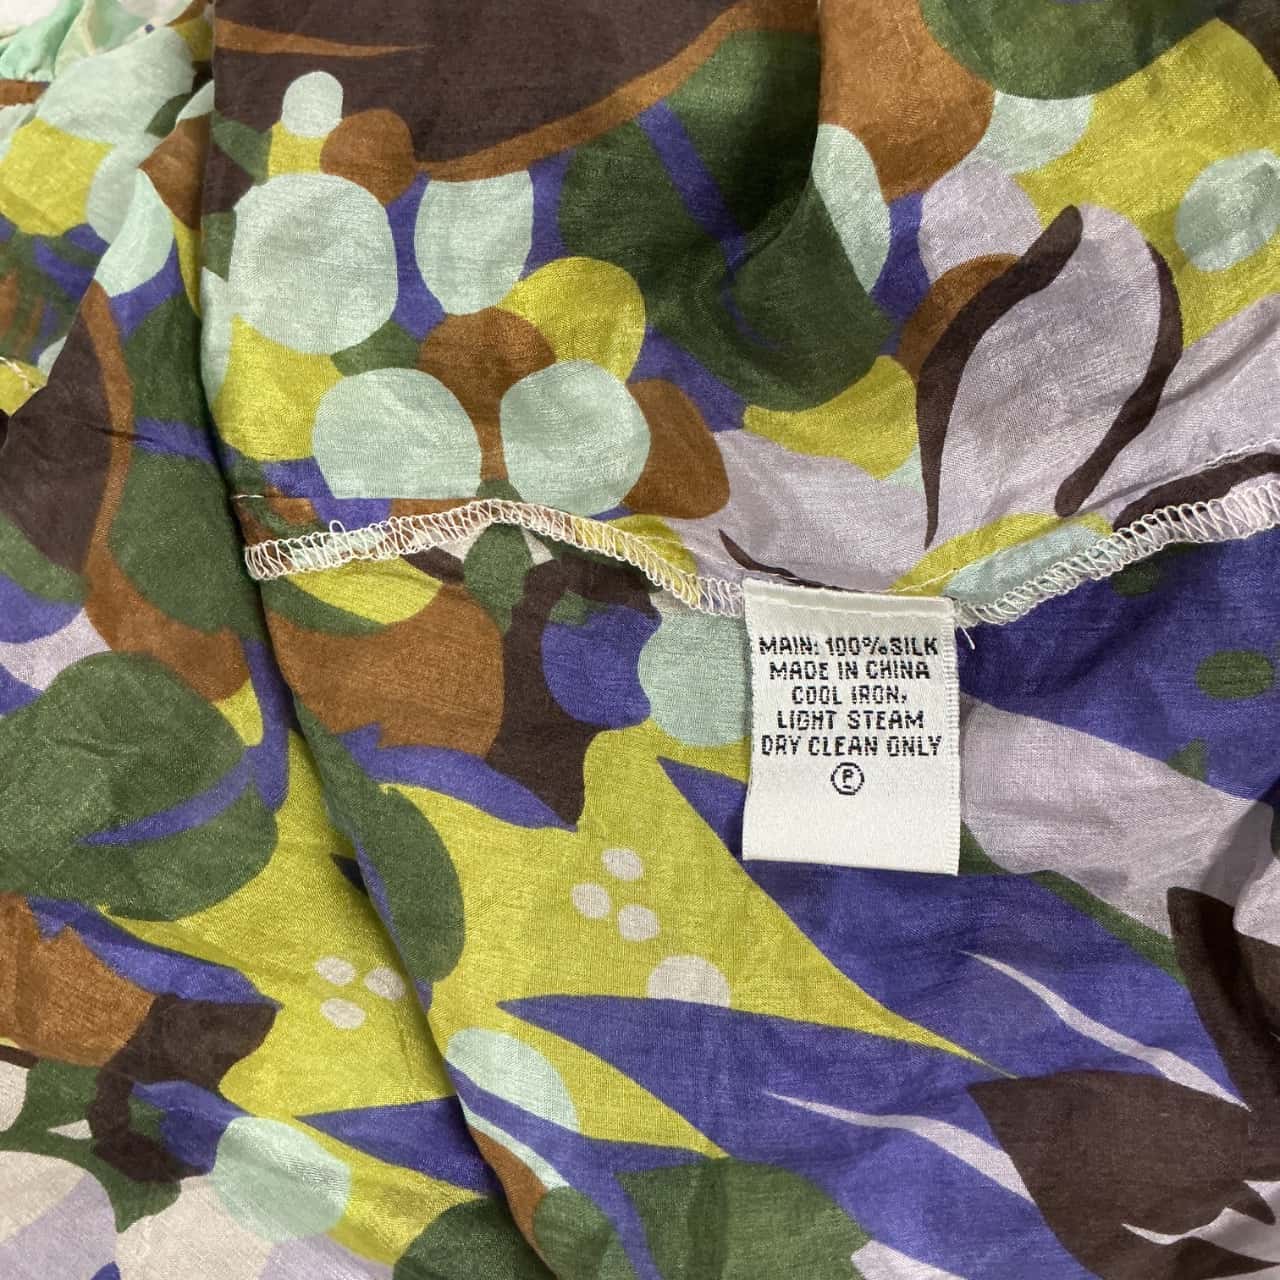 MAIN: 100% SILK
MADE IN CHINA
COOL IRON,
LIGHT STEAM
DRY CLEAN ONLY
P